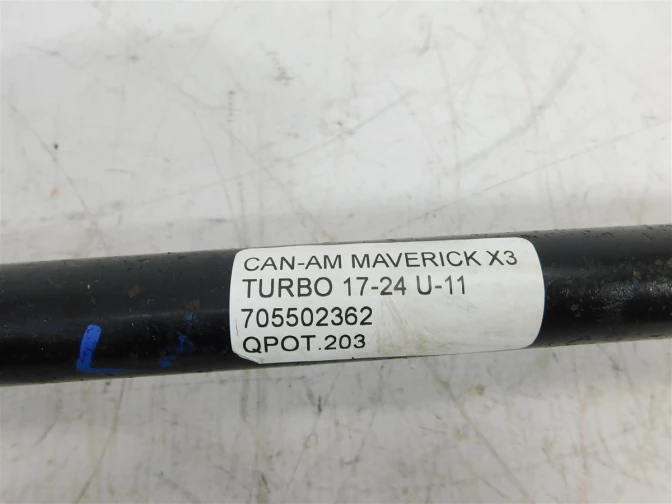 CAN-AM MAVERICK X3
TURBO 17-24 U-11
705502362
QPOT.203
L